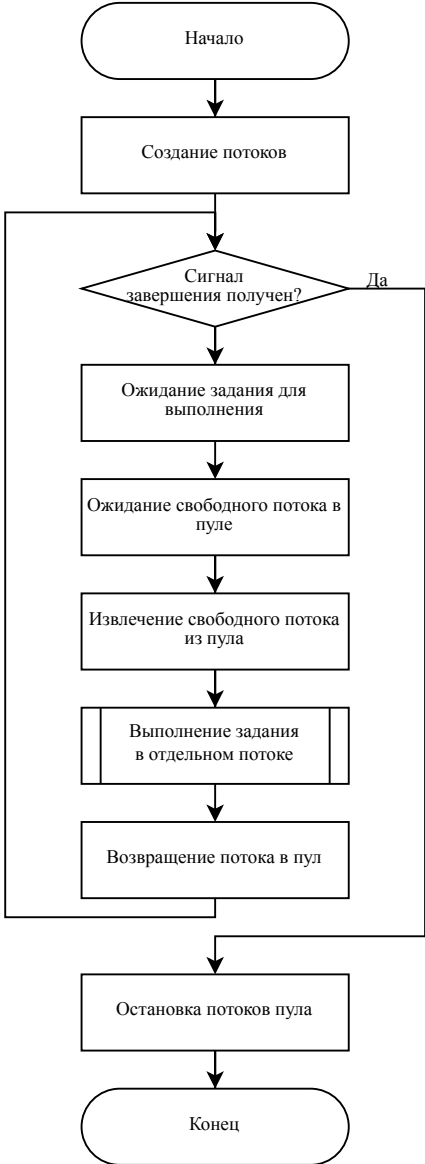 Начало
Создание потоков
Сигнал
завершения получен?
Да
Ожидание задания для
выполнения
Ожидание свободного потока в
пуле
Извлечение свободного потока
из пула
Выполнение задания
в отдельном потоке
Возвращение потока в пул
Остановка потоков пула
Конец